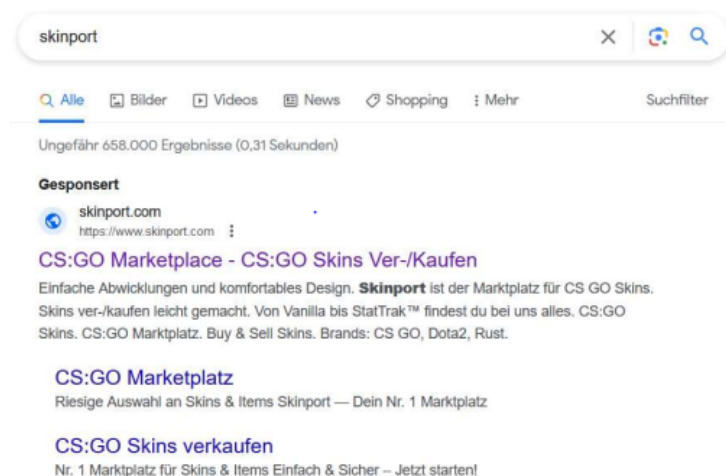 skinport
Alle Bilder Videos News Shopping Mehr Suchfilter
Ungefähr 658.000 Ergebnisse (0,31 Sekunden)
Gesponsert
skinport.com
https://www.skinport.com
CS:GO Marketplace - CS:GO Skins Ver-/Kaufen
Einfache Abwicklungen und komfortables Design. Skinport ist der Marktplatz für CS GO Skins.
Skins ver-/kaufen leicht gemacht. Von Vanilla bis StatTrak™ findest du bei uns alles. CS:GO
Skins. CS:GO Marktplatz. Buy & Sell Skins. Brands: CS GO, Dota2, Rust.
CS:GO Marktplatz
Riesige Auswahl an Skins & Items Skinport — Dein Nr. 1 Marktplatz
CS:GO Skins verkaufen
Nr. 1 Marktplatz für Skins & Items Einfach & Sicher – Jetzt starten!